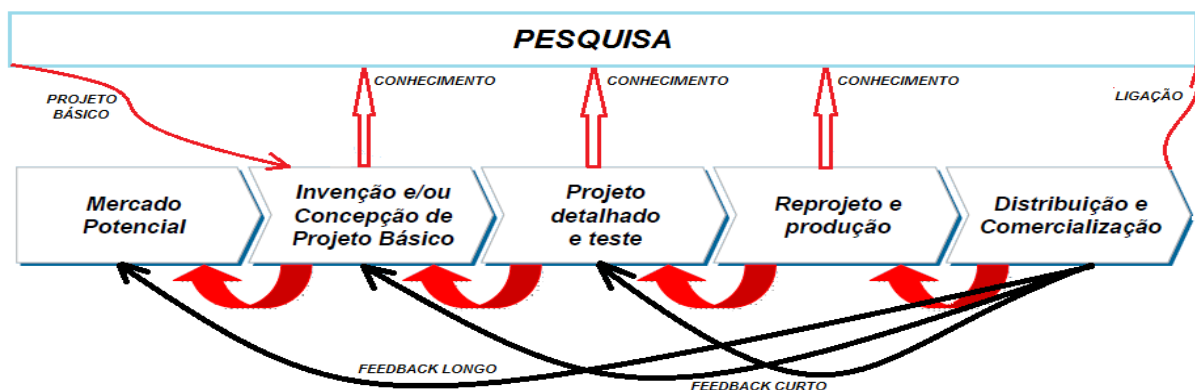 PESQUISA
PROJETO
BÁSICO
CONHECIMENTO
CONHECIMENTO
CONHECIMENTO
LIGAÇÃO
Mercado
Potencial
Invenção e/ou
Concepção de
Projeto Básico
Projeto
detalhado
e teste
Reprojeto e
produção
Distribuição e
Comercialização
FEEDBACK LONGO
FEEDBACK CURTO